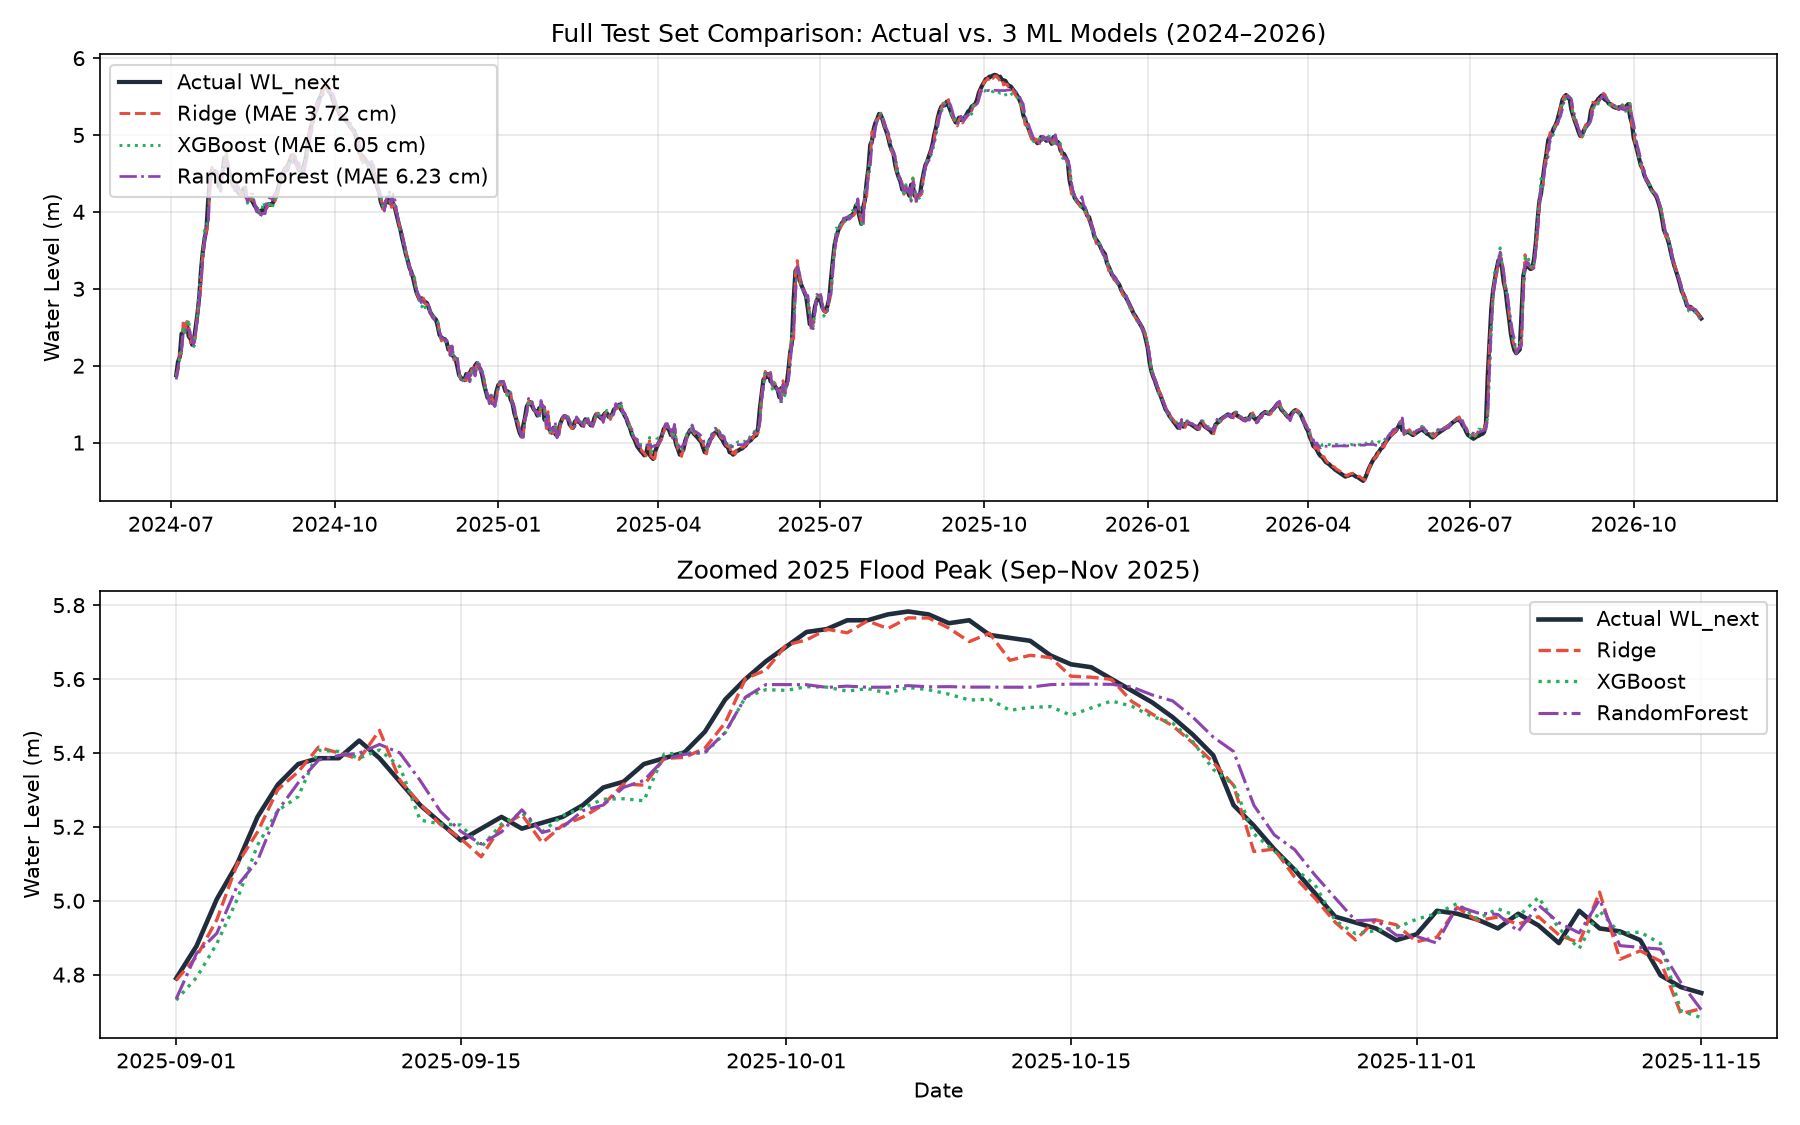 Full Test Set Comparison: Actual vs. 3 ML Models (2024–2026)
6
5
4
3
2
1
Water Level (m)
Actual WL_next
Ridge (MAE 3.72 cm)
XGBoost (MAE 6.05 cm)
RandomForest (MAE 6.23 cm)
2024-07 2024-10 2025-01 2025-04 2025-07 2025-10 2026-01 2026-04 2026-07 2026-10
Zoomed 2025 Flood Peak (Sep–Nov 2025)
5.8
5.6
5.4
5.2
5.0
4.8
Water Level (m)
Actual WL_next
Ridge
XGBoost
RandomForest
2025-09-01 2025-09-15 2025-10-01 2025-10-15 2025-11-01 2025-11-15
Date